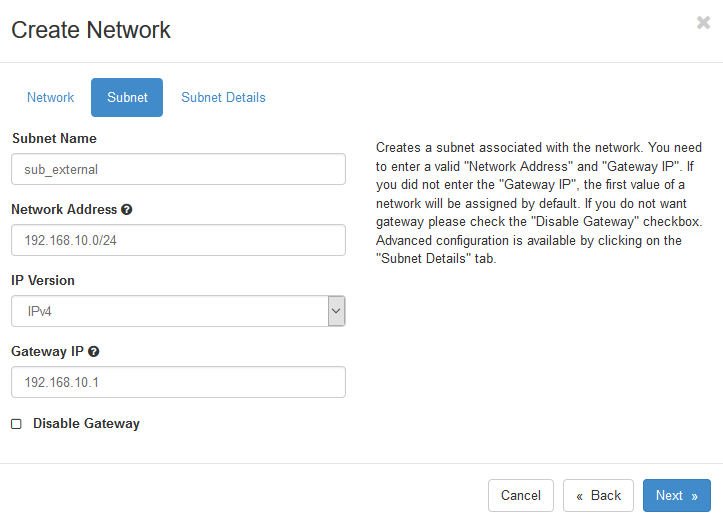 Create Network
✖
Network
Subnet
Subnet Details
Subnet Name
sub_external
Network Address ?
192.168.10.0/24
IP Version
IPv4
Gateway IP ?
192.168.10.1
Disable Gateway
Creates a subnet associated with the network. You need
to enter a valid "Network Address" and "Gateway IP". If
you did not enter the "Gateway IP", the first value of a
network will be assigned by default. If you do not want
gateway please check the "Disable Gateway" checkbox.
Advanced configuration is available by clicking on the
"Subnet Details" tab.
Cancel
« Back
Next »